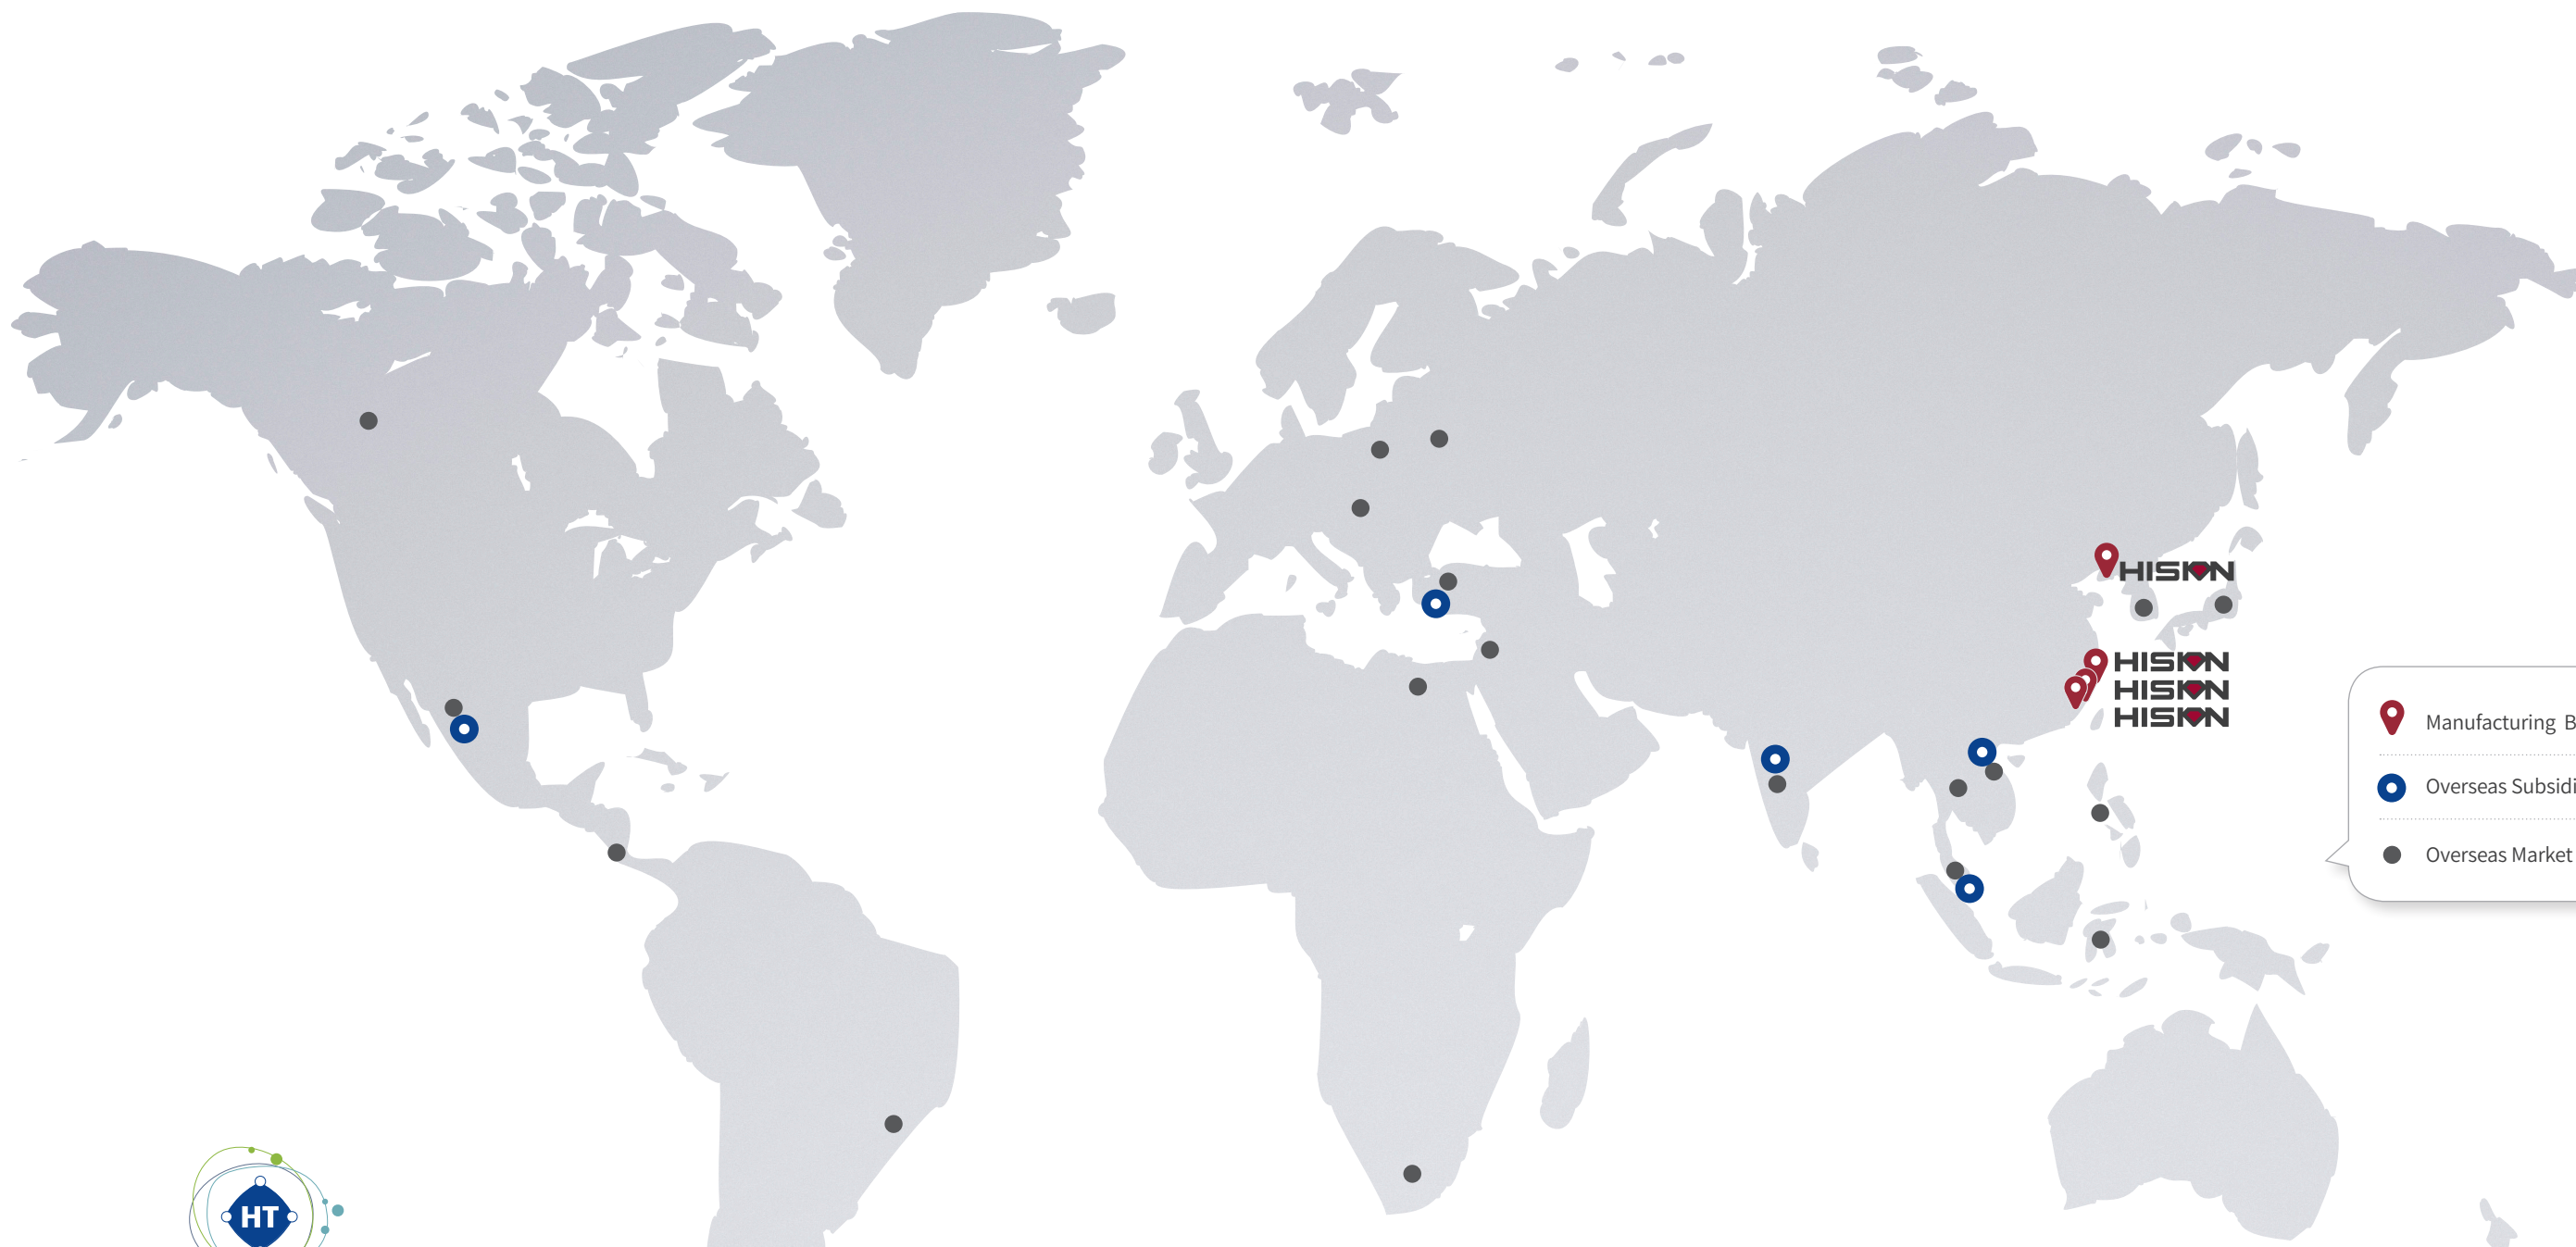 HISION
HISION
HISION
HISION
Manufacturing B
Overseas Subsidi
Overseas Market
HT